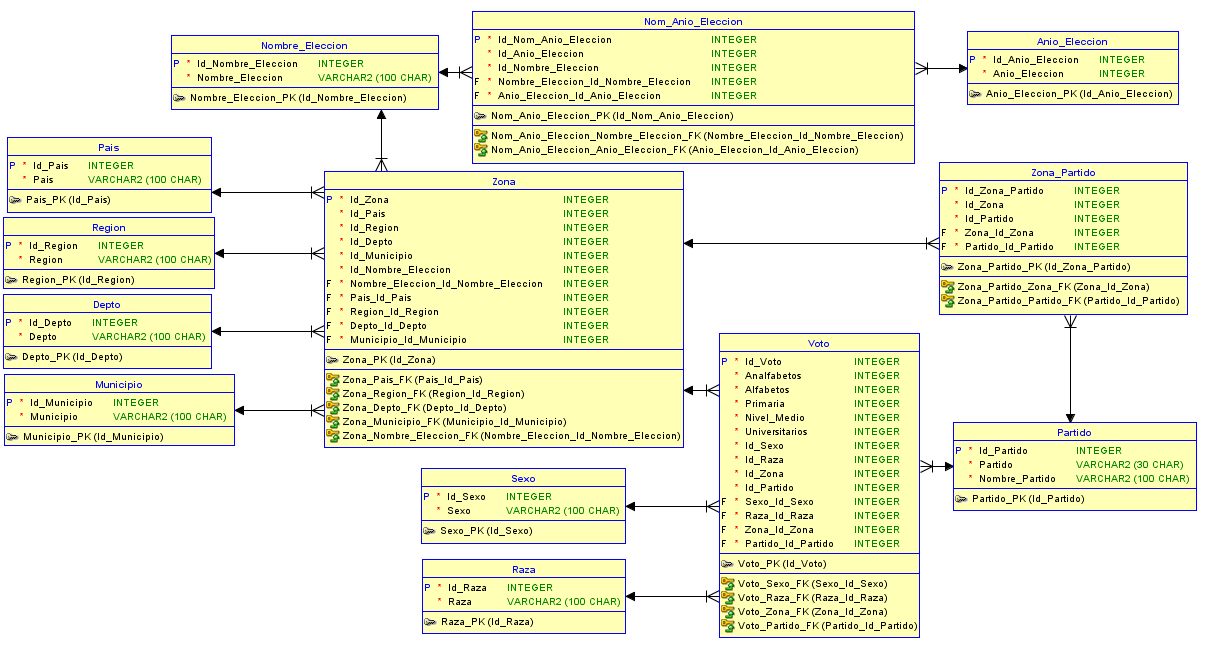 Nombre_Eleccion
P * Id_Nombre_Eleccion INTEGER
* Nombre_Eleccion VARCHAR2 (100 CHAR)
Nombre_Eleccion_PK (Id_Nombre_Eleccion)
Nom_Anio_Eleccion
P * Id_Nom_Anio_Eleccion INTEGER
* Id_Anio_Eleccion INTEGER
* Id_Nombre_Eleccion INTEGER
F * Nombre_Eleccion_Id_Nombre_Eleccion INTEGER
F * Anio_Eleccion_Id_Anio_Eleccion INTEGER
Nom_Anio_Eleccion_PK (Id_Nom_Anio_Eleccion)
Nom_Anio_Eleccion_Nombre_Eleccion_FK (Nombre_Eleccion_Id_Nombre_Eleccion)
Nom_Anio_Eleccion_Anio_Eleccion_FK (Anio_Eleccion_Id_Anio_Eleccion)
Anio_Eleccion
P * Id_Anio_Eleccion INTEGER
* Anio_Eleccion INTEGER
Anio_Eleccion_PK (Id_Anio_Eleccion)
Pais
P * Id_Pais INTEGER
* Pais VARCHAR2 (100 CHAR)
Pais_PK (Id_Pais)
Region
P * Id_Region INTEGER
* Region VARCHAR2 (100 CHAR)
Region_PK (Id_Region)
Depto
P * Id_Depto INTEGER
* Depto VARCHAR2 (100 CHAR)
Depto_PK (Id_Depto)
Municipio
P * Id_Municipio INTEGER
* Municipio VARCHAR2 (100 CHAR)
Municipio_PK (Id_Municipio)
Zona
P * Id_Zona INTEGER
* Id_Pais INTEGER
* Id_Region INTEGER
* Id_Depto INTEGER
* Id_Municipio INTEGER
* Id_Nombre_Eleccion INTEGER
F * Nombre_Eleccion_Id_Nombre_Eleccion INTEGER
F * Pais_Id_Pais INTEGER
F * Region_Id_Region INTEGER
F * Depto_Id_Depto INTEGER
F * Municipio_Id_Municipio INTEGER
Zona_PK (Id_Zona)
Zona_Pais_FK (Pais_Id_Pais)
Zona_Region_FK (Region_Id_Region)
Zona_Depto_FK (Depto_Id_Depto)
Zona_Municipio_FK (Municipio_Id_Municipio)
Zona_Nombre_Eleccion_FK (Nombre_Eleccion_Id_Nombre_Eleccion)
Zona_Partido
P * Id_Zona_Partido INTEGER
* Id_Zona INTEGER
* Id_Partido INTEGER
F * Zona_Id_Zona INTEGER
F * Partido_Id_Partido INTEGER
Zona_Partido_PK (Id_Zona_Partido)
Zona_Partido_Zona_FK (Zona_Id_Zona)
Zona_Partido_Partido_FK (Partido_Id_Partido)
Voto
P * Id_Voto INTEGER
* Analfabetos INTEGER
* Alfabetos INTEGER
* Primaria INTEGER
* Nivel_Medio INTEGER
* Universitarios INTEGER
* Id_Sexo INTEGER
* Id_Raza INTEGER
* Id_Zona INTEGER
* Id_Partido INTEGER
F * Sexo_Id_Sexo INTEGER
F * Raza_Id_Raza INTEGER
F * Zona_Id_Zona INTEGER
F * Partido_Id_Partido INTEGER
Voto_PK (Id_Voto)
Voto_Sexo_FK (Sexo_Id_Sexo)
Voto_Raza_FK (Raza_Id_Raza)
Voto_Zona_FK (Zona_Id_Zona)
Voto_Partido_FK (Partido_Id_Partido)
Partido
P * Id_Partido INTEGER
* Partido VARCHAR2 (30 CHAR)
* Nombre_Partido VARCHAR2 (100 CHAR)
Partido_PK (Id_Partido)
Sexo
P * Id_Sexo INTEGER
* Sexo VARCHAR2 (100 CHAR)
Sexo_PK (Id_Sexo)
Raza
P * Id_Raza INTEGER
* Raza VARCHAR2 (100 CHAR)
Raza_PK (Id_Raza)